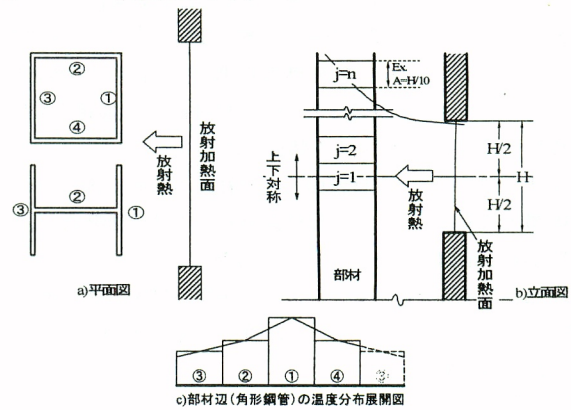 ②
③
①
④
放射熱
放射加熱面
③
②
①
a)平面図
j=n
Ex.
A=H/10
j=2
j=1
上下対称
放射熱
部材
H/2
H
H/2
放射加熱面
b)立面図
③
②
①
④
③
c)部材辺(角形鋼管)の温度分布展開図